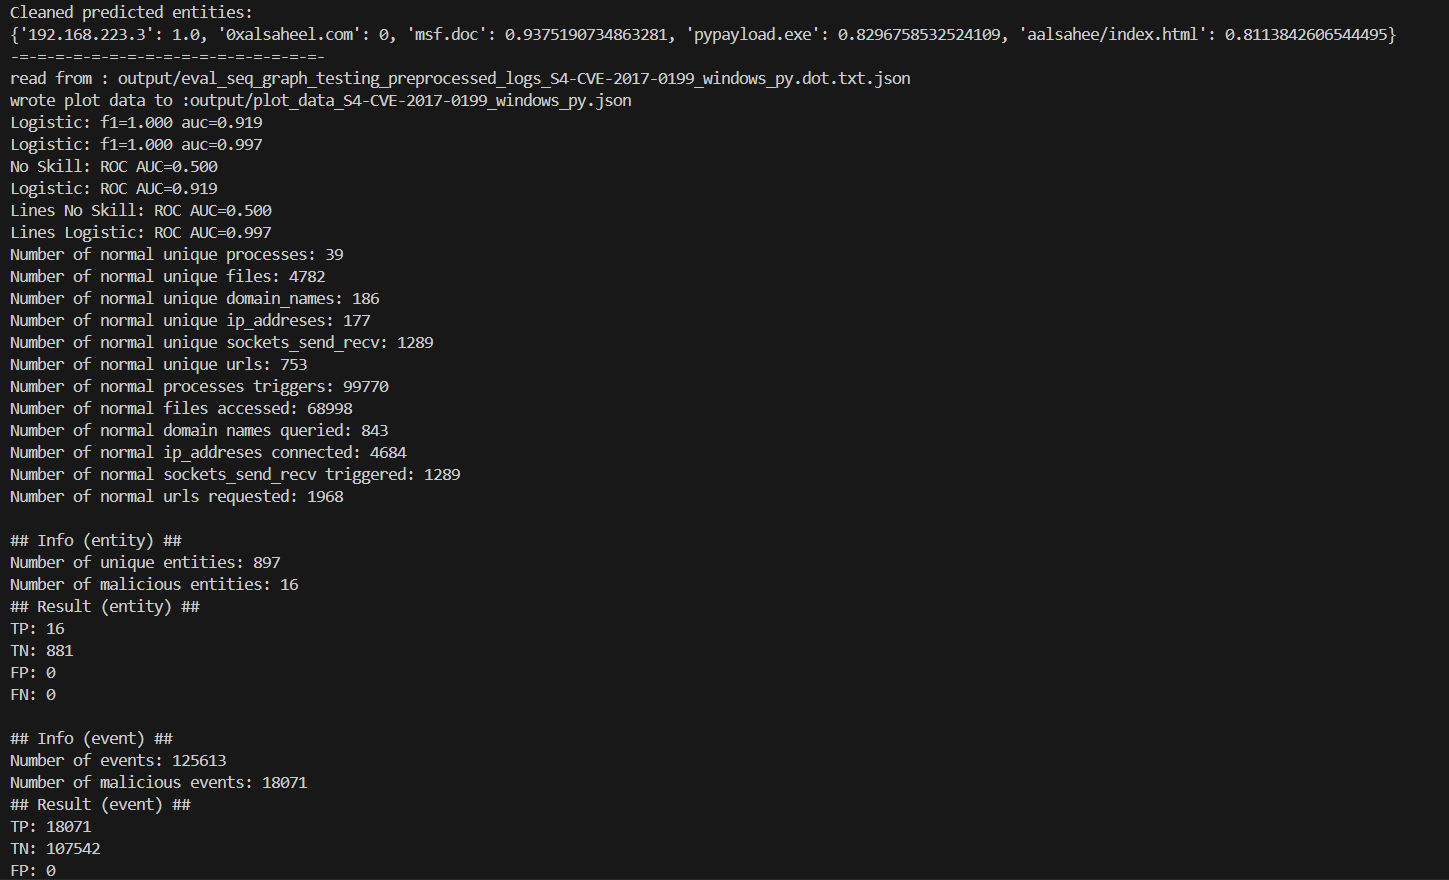 Cleaned predicted entities:
{'192.168.223.3': 1.0, '0xalsaheel.com': 0, 'msf.doc': 0.9375190734863281, 'pypayload.exe': 0.8296758532524109, 'aalsahee/index.html': 0.8113842606544495}
-=-=-=-=-=-=-=-=-=-=-=-=-=-=-=-=-=-
read from : output/eval_seq_graph_testing_preprocessed_logs_S4-CVE-2017-0199_windows_py.dot.txt.json
wrote plot data to :output/plot_data_S4-CVE-2017-0199_windows_py.json
Logistic: f1=1.000 auc=0.919
Logistic: f1=1.000 auc=0.997
No Skill: ROC AUC=0.500
Logistic: ROC AUC=0.919
Lines No Skill: ROC AUC=0.500
Lines Logistic: ROC AUC=0.997
Number of normal unique processes: 39
Number of normal unique files: 4782
Number of normal unique domain_names: 186
Number of normal unique ip_addreses: 177
Number of normal unique sockets_send_recv: 1289
Number of normal unique urls: 753
Number of normal processes triggers: 99770
Number of normal files accessed: 68998
Number of normal domain names queried: 843
Number of normal ip_addreses connected: 4684
Number of normal sockets_send_recv triggered: 1289
Number of normal urls requested: 1968

## Info (entity) ##
Number of unique entities: 897
Number of malicious entities: 16
## Result (entity) ##
TP: 16
TN: 881
FP: 0
FN: 0

## Info (event) ##
Number of events: 125613
Number of malicious events: 18071
## Result (event) ##
TP: 18071
TN: 107542
FP: 0